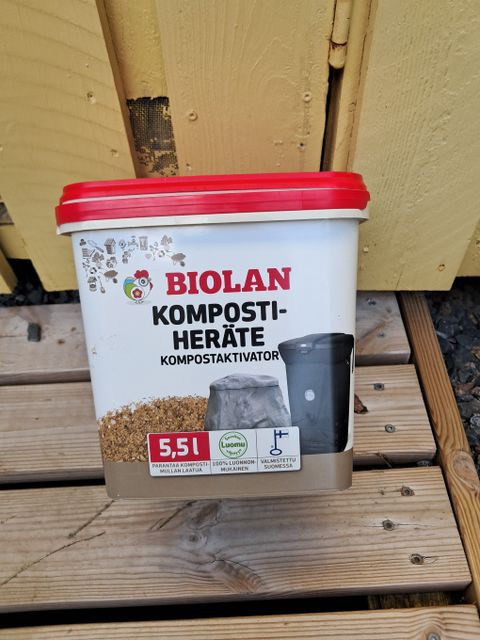 BIOLAN
KOMPOSTI-
HERÄTE
KOMPOSTAKTIVATOR
5,5 l
PARANTAA KOMPOSTI-
MULLAN LAATUA
Luomu
100% LUONNON-
MUKAINEN
VALMISTETTU
SUOMESSA